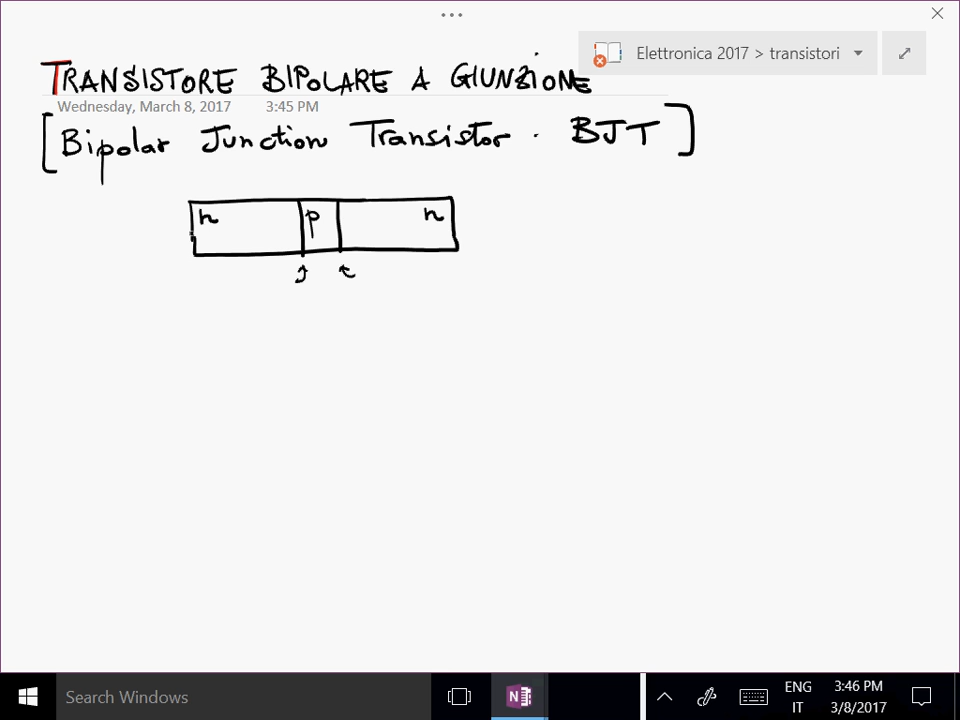 Elettronica 2017 > transistori
TRANSISTORE BIPOLARE A GIUNZIONE
Wednesday, March 8, 2017 3:45 PM
[Bipolar Junction Transistor. BJT]
n p n
Search Windows
ENG
IT
3:46 PM
3/8/2017